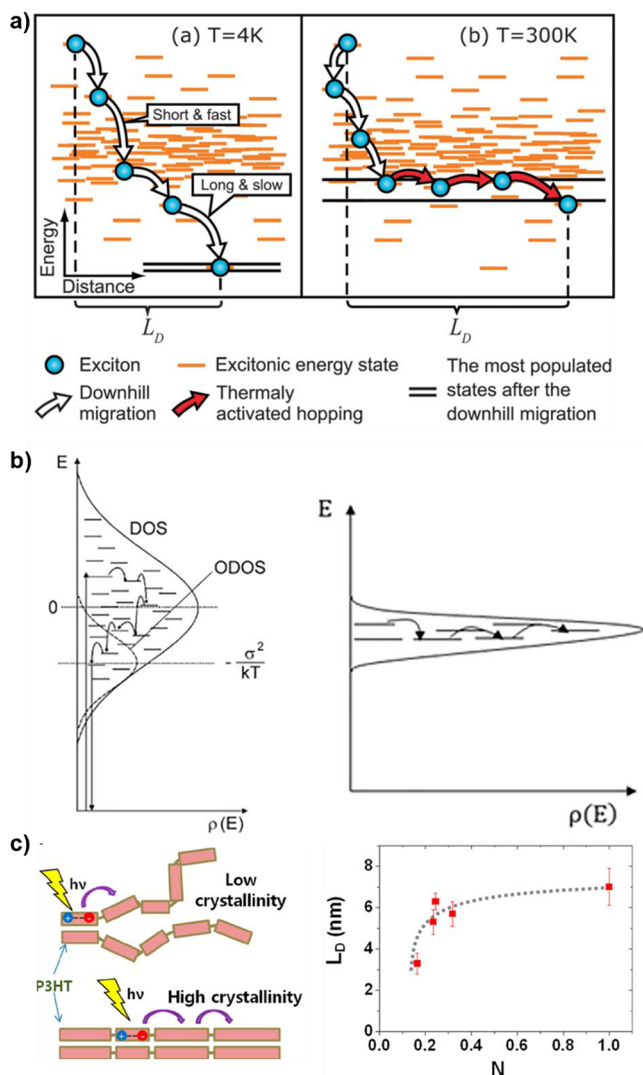 a)
(a) T=4K
(b) T=300K
Short & fast
Long & slow
Energy
Distance
L_D
L_D
Exciton
Excitonic energy state
The most populated
states after the
downhill migration
Downhill
migration
Thermaly
activated hopping
b)
E
DOS
ODOS
0
- σ²/kT
ρ(E)
E
ρ(E)
c)
hν
Low
crystallinity
P3HT
hν
High crystallinity
L_D (nm)
8
6
4
2
0
0.0 0.2 0.4 0.6 0.8 1.0
N